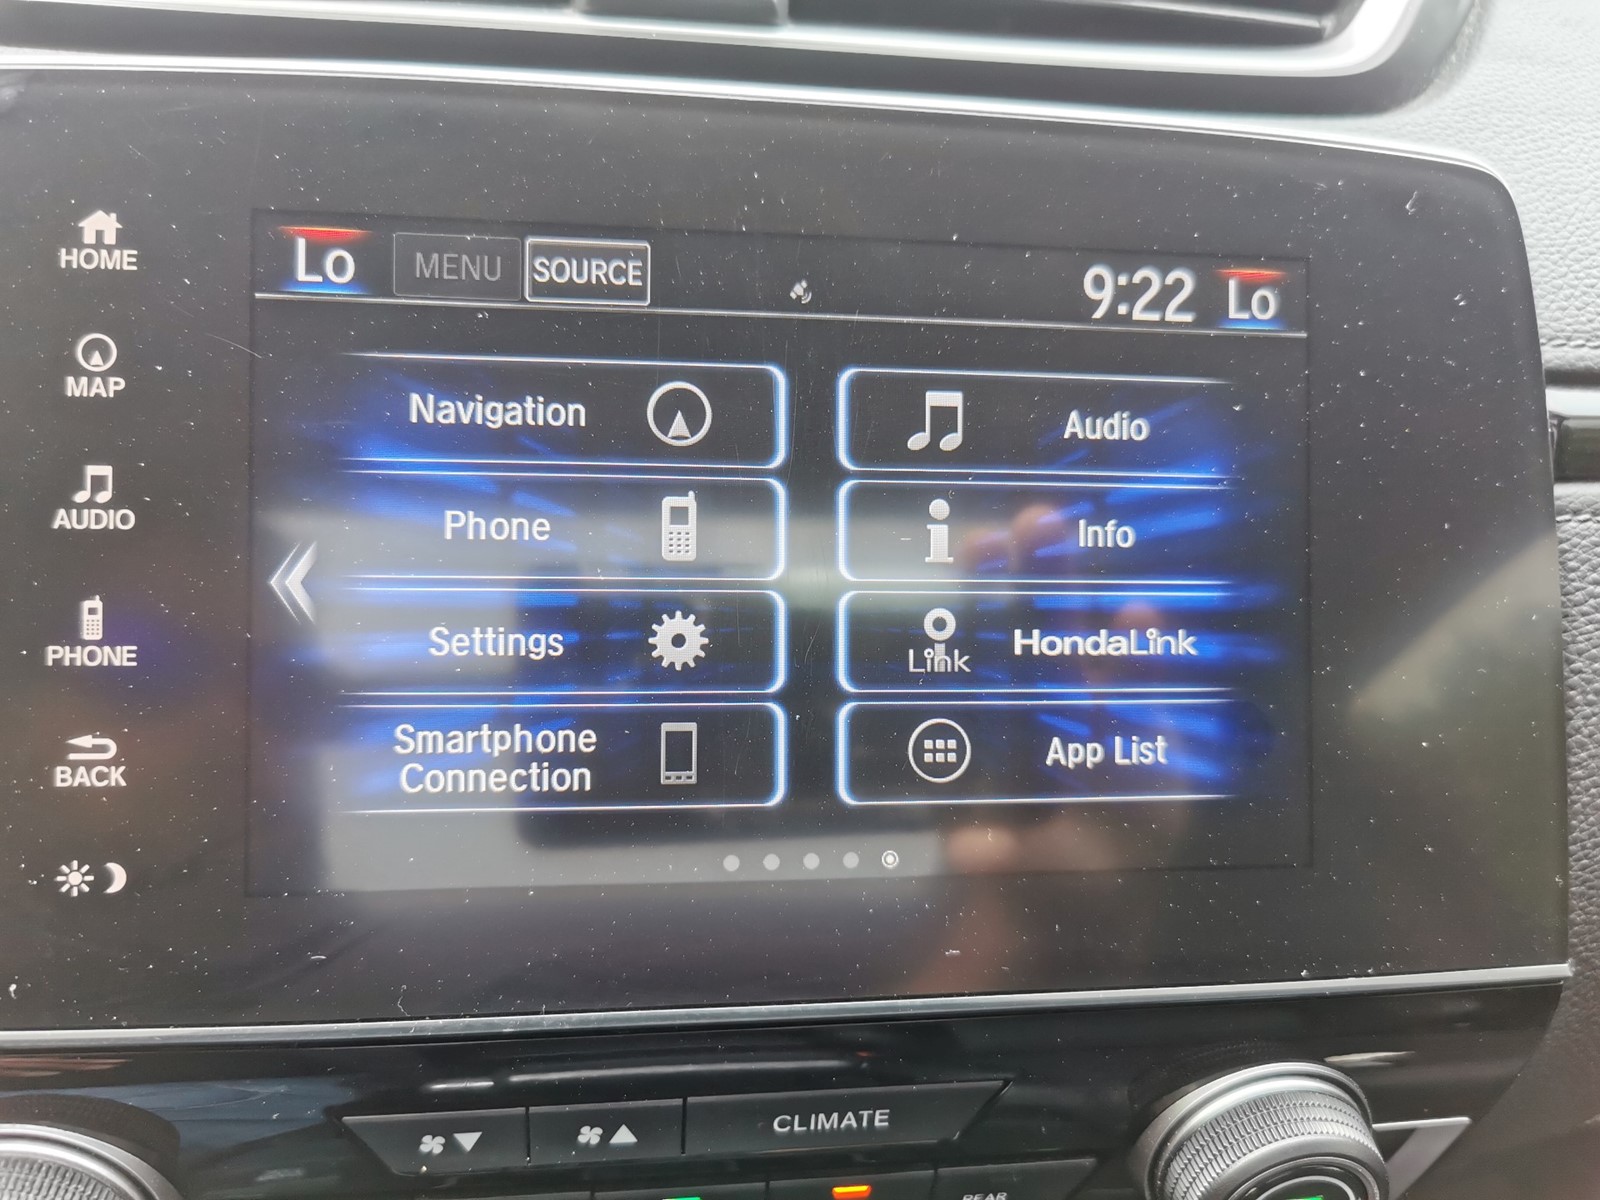 HOME
MAP
AUDIO
PHONE
BACK
Lo
MENU
SOURCE
9:22
Lo
Navigation
Audio
Phone
Info
Settings
Link
HondaLink
Smartphone
Connection
App List
CLIMATE
REAR